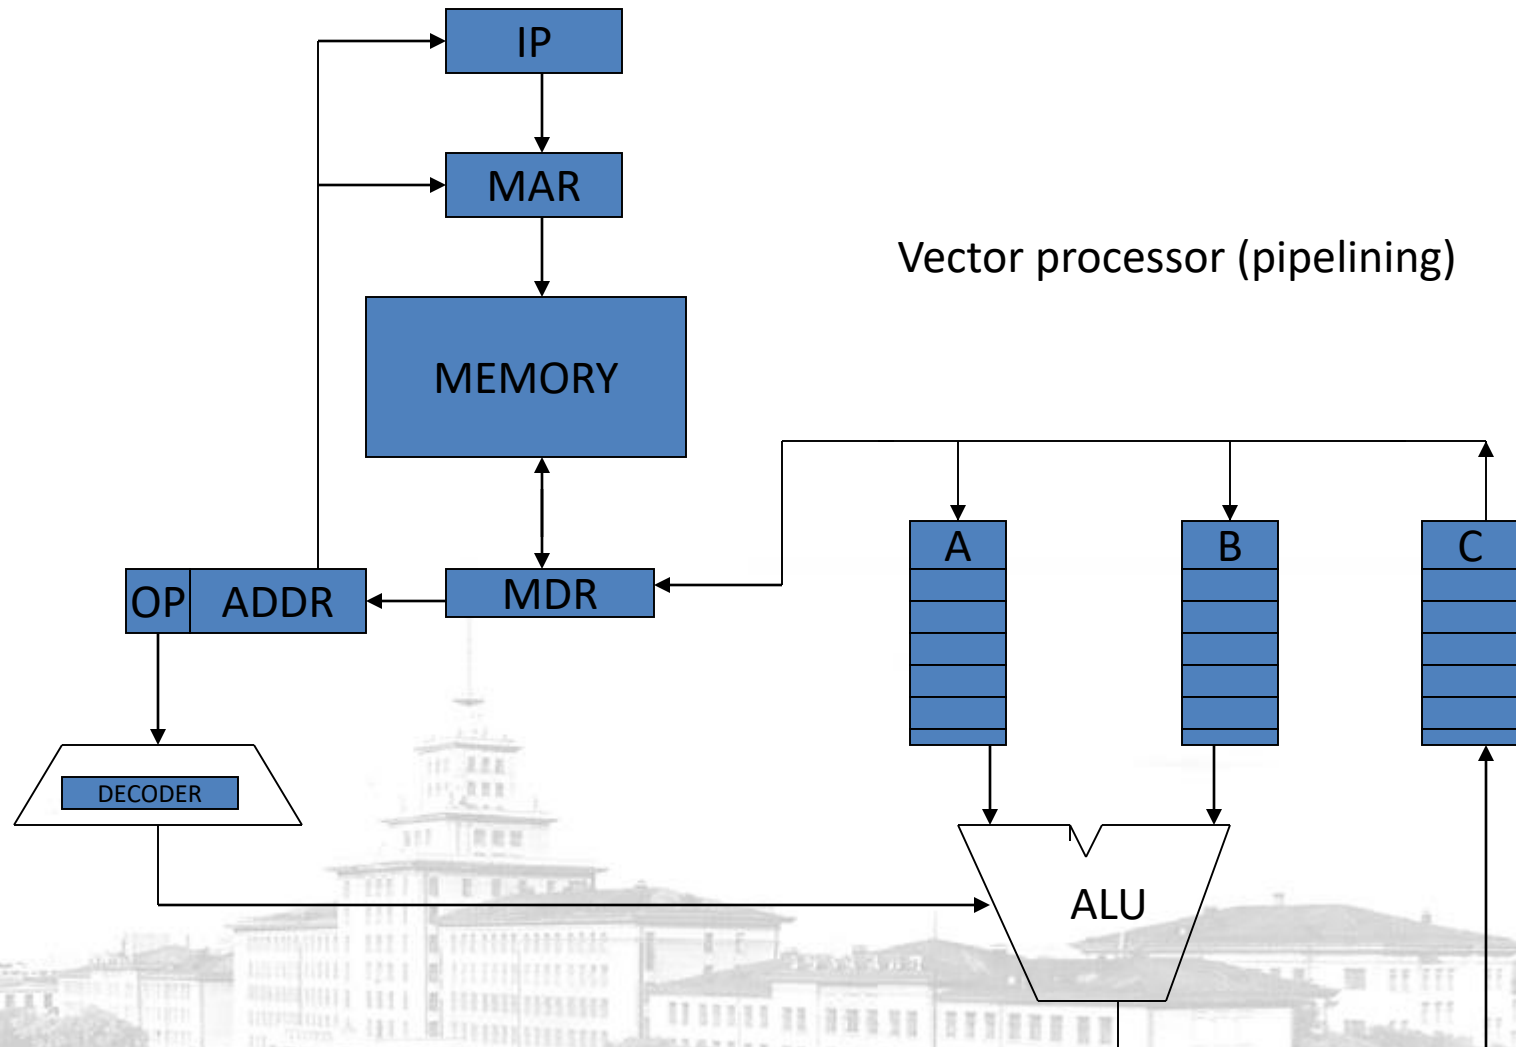 IP
MAR
Vector processor (pipelining)
MEMORY
A
B
C
OP
ADDR
MDR
DECODER
ALU